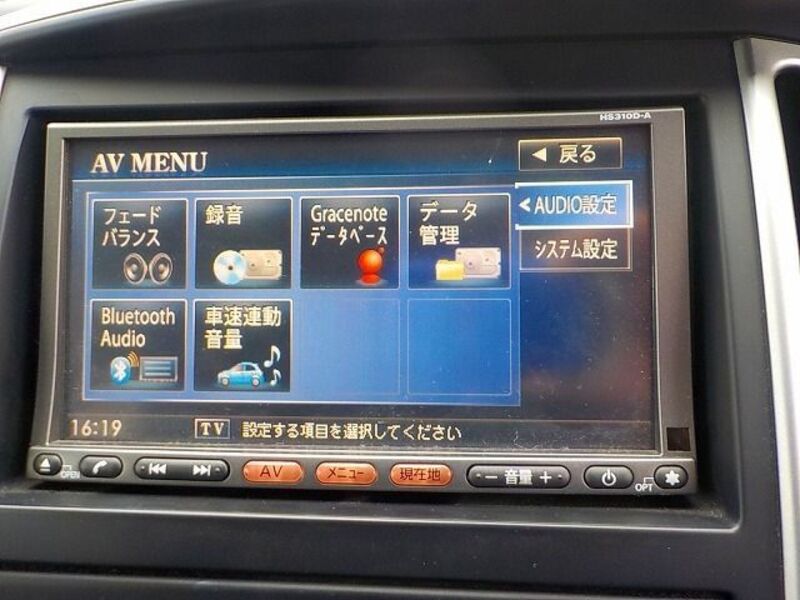 HS310D-A
AV MENU
◀ 戻る
フェード
バランス
録音
Gracenote
データベース
データ
管理
< AUDIO設定
システム設定
Bluetooth
Audio
車速連動
音量
16:19
TV
設定する項目を選択してください
OPEN
AV
メニュー
現在地
− 音量 +
OPT